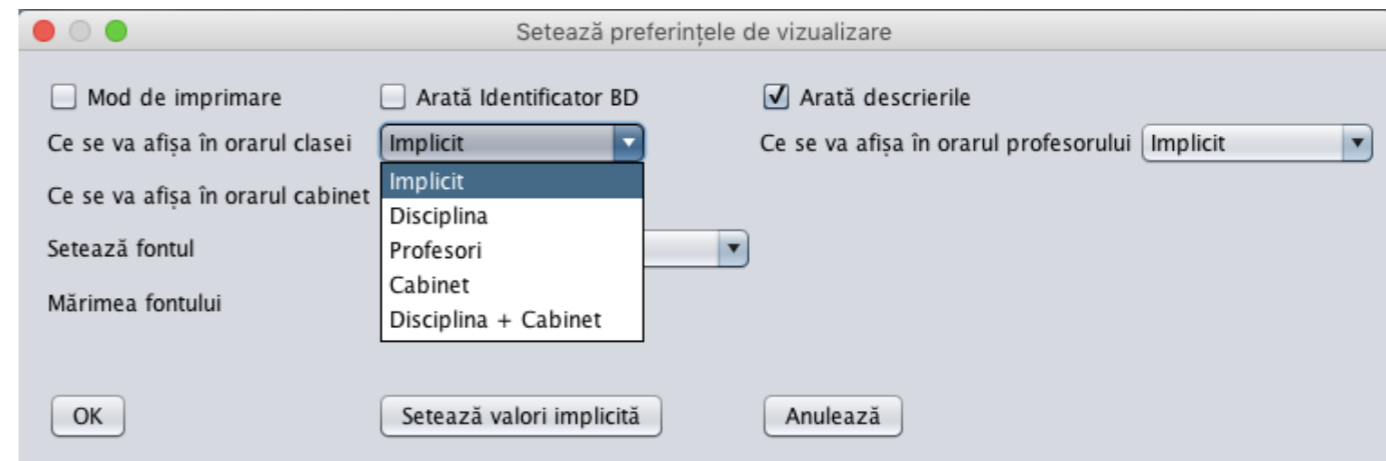 Setează preferințele de vizualizare
Mod de imprimare Arată Identificator BD Arată descrierile
Ce se va afișa în orarul clasei Implicit Ce se va afișa în orarul profesorului Implicit
Implicit
Ce se va afișa în orarul cabinet
Disciplina
Setează fontul Profesori
Cabinet
Mărimea fontului
Disciplina + Cabinet
OK Setează valori implicită Anulează